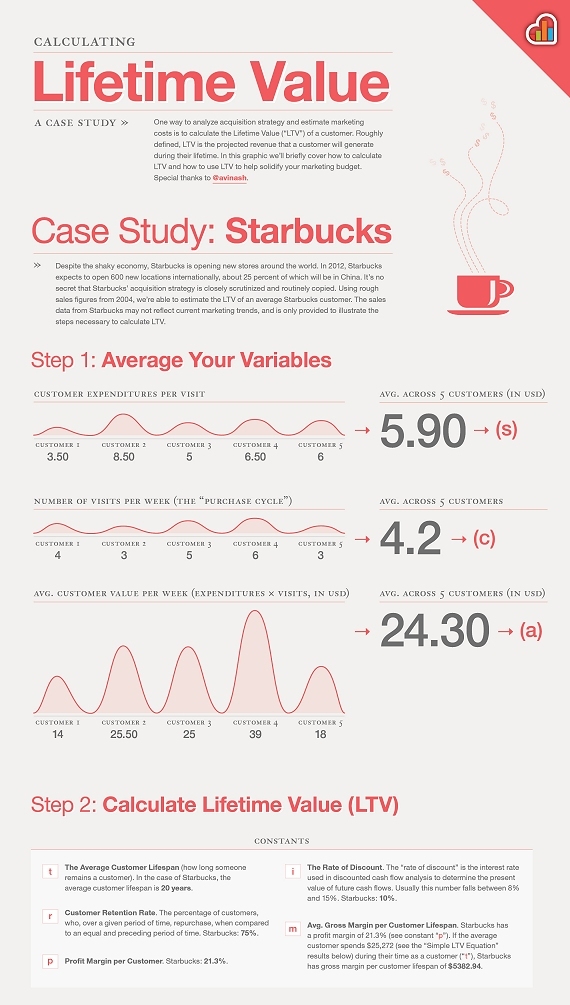 CALCULATING
Lifetime Value
A CASE STUDY »
One way to analyze acquisition strategy and estimate marketing
costs is to calculate the Lifetime Value ("LTV") of a customer. Roughly
defined, LTV is the projected revenue that a customer will generate
during their lifetime. In this graphic we'll briefly cover how to calculate
LTV and how to use LTV to help solidify your marketing budget.
Special thanks to @avinash.
$ $
$ $
$ $
$
$ $ $
$
Case Study: Starbucks
» Despite the shaky economy, Starbucks is opening new stores around the world. In 2012, Starbucks
expects to open 600 new locations internationally, about 25 percent of which will be in China. It's no
secret that Starbucks' acquisition strategy is closely scrutinized and routinely copied. Using rough
sales figures from 2004, we're able to estimate the LTV of an average Starbucks customer. The sales
data from Starbucks may not reflect current marketing trends, and is only provided to illustrate the
steps necessary to calculate LTV.
Step 1: Average Your Variables
CUSTOMER EXPENDITURES PER VISIT
CUSTOMER 1 CUSTOMER 2 CUSTOMER 3 CUSTOMER 4 CUSTOMER 5
3.50 8.50 5 6.50 6
AVG. ACROSS 5 CUSTOMERS (IN USD)
→ 5.90 → (s)
NUMBER OF VISITS PER WEEK (THE "PURCHASE CYCLE")
CUSTOMER 1 CUSTOMER 2 CUSTOMER 3 CUSTOMER 4 CUSTOMER 5
4 3 5 6 3
AVG. ACROSS 5 CUSTOMERS
→ 4.2 → (c)
AVG. CUSTOMER VALUE PER WEEK (EXPENDITURES × VISITS, IN USD)
CUSTOMER 1 CUSTOMER 2 CUSTOMER 3 CUSTOMER 4 CUSTOMER 5
14 25.50 25 39 18
AVG. ACROSS 5 CUSTOMERS (IN USD)
→ 24.30 → (a)
Step 2: Calculate Lifetime Value (LTV)
CONSTANTS
t The Average Customer Lifespan (how long someone
remains a customer). In the case of Starbucks, the
average customer lifespan is 20 years.
r Customer Retention Rate. The percentage of customers,
who, over a given period of time, repurchase, when compared
to an equal and preceding period of time. Starbucks: 75%.
p Profit Margin per Customer. Starbucks: 21.3%.
i The Rate of Discount. The "rate of discount" is the interest rate
used in discounted cash flow analysis to determine the present
value of future cash flows. Usually this number falls between 8%
and 15%. Starbucks: 10%.
m Avg. Gross Margin per Customer Lifespan. Starbucks has
a profit margin of 21.3% (see constant "p"). If the average
customer spends $25,272 (see the "Simple LTV Equation"
results below) during their time as a customer ("t"), Starbucks
has gross margin per customer lifespan of $5382.94.